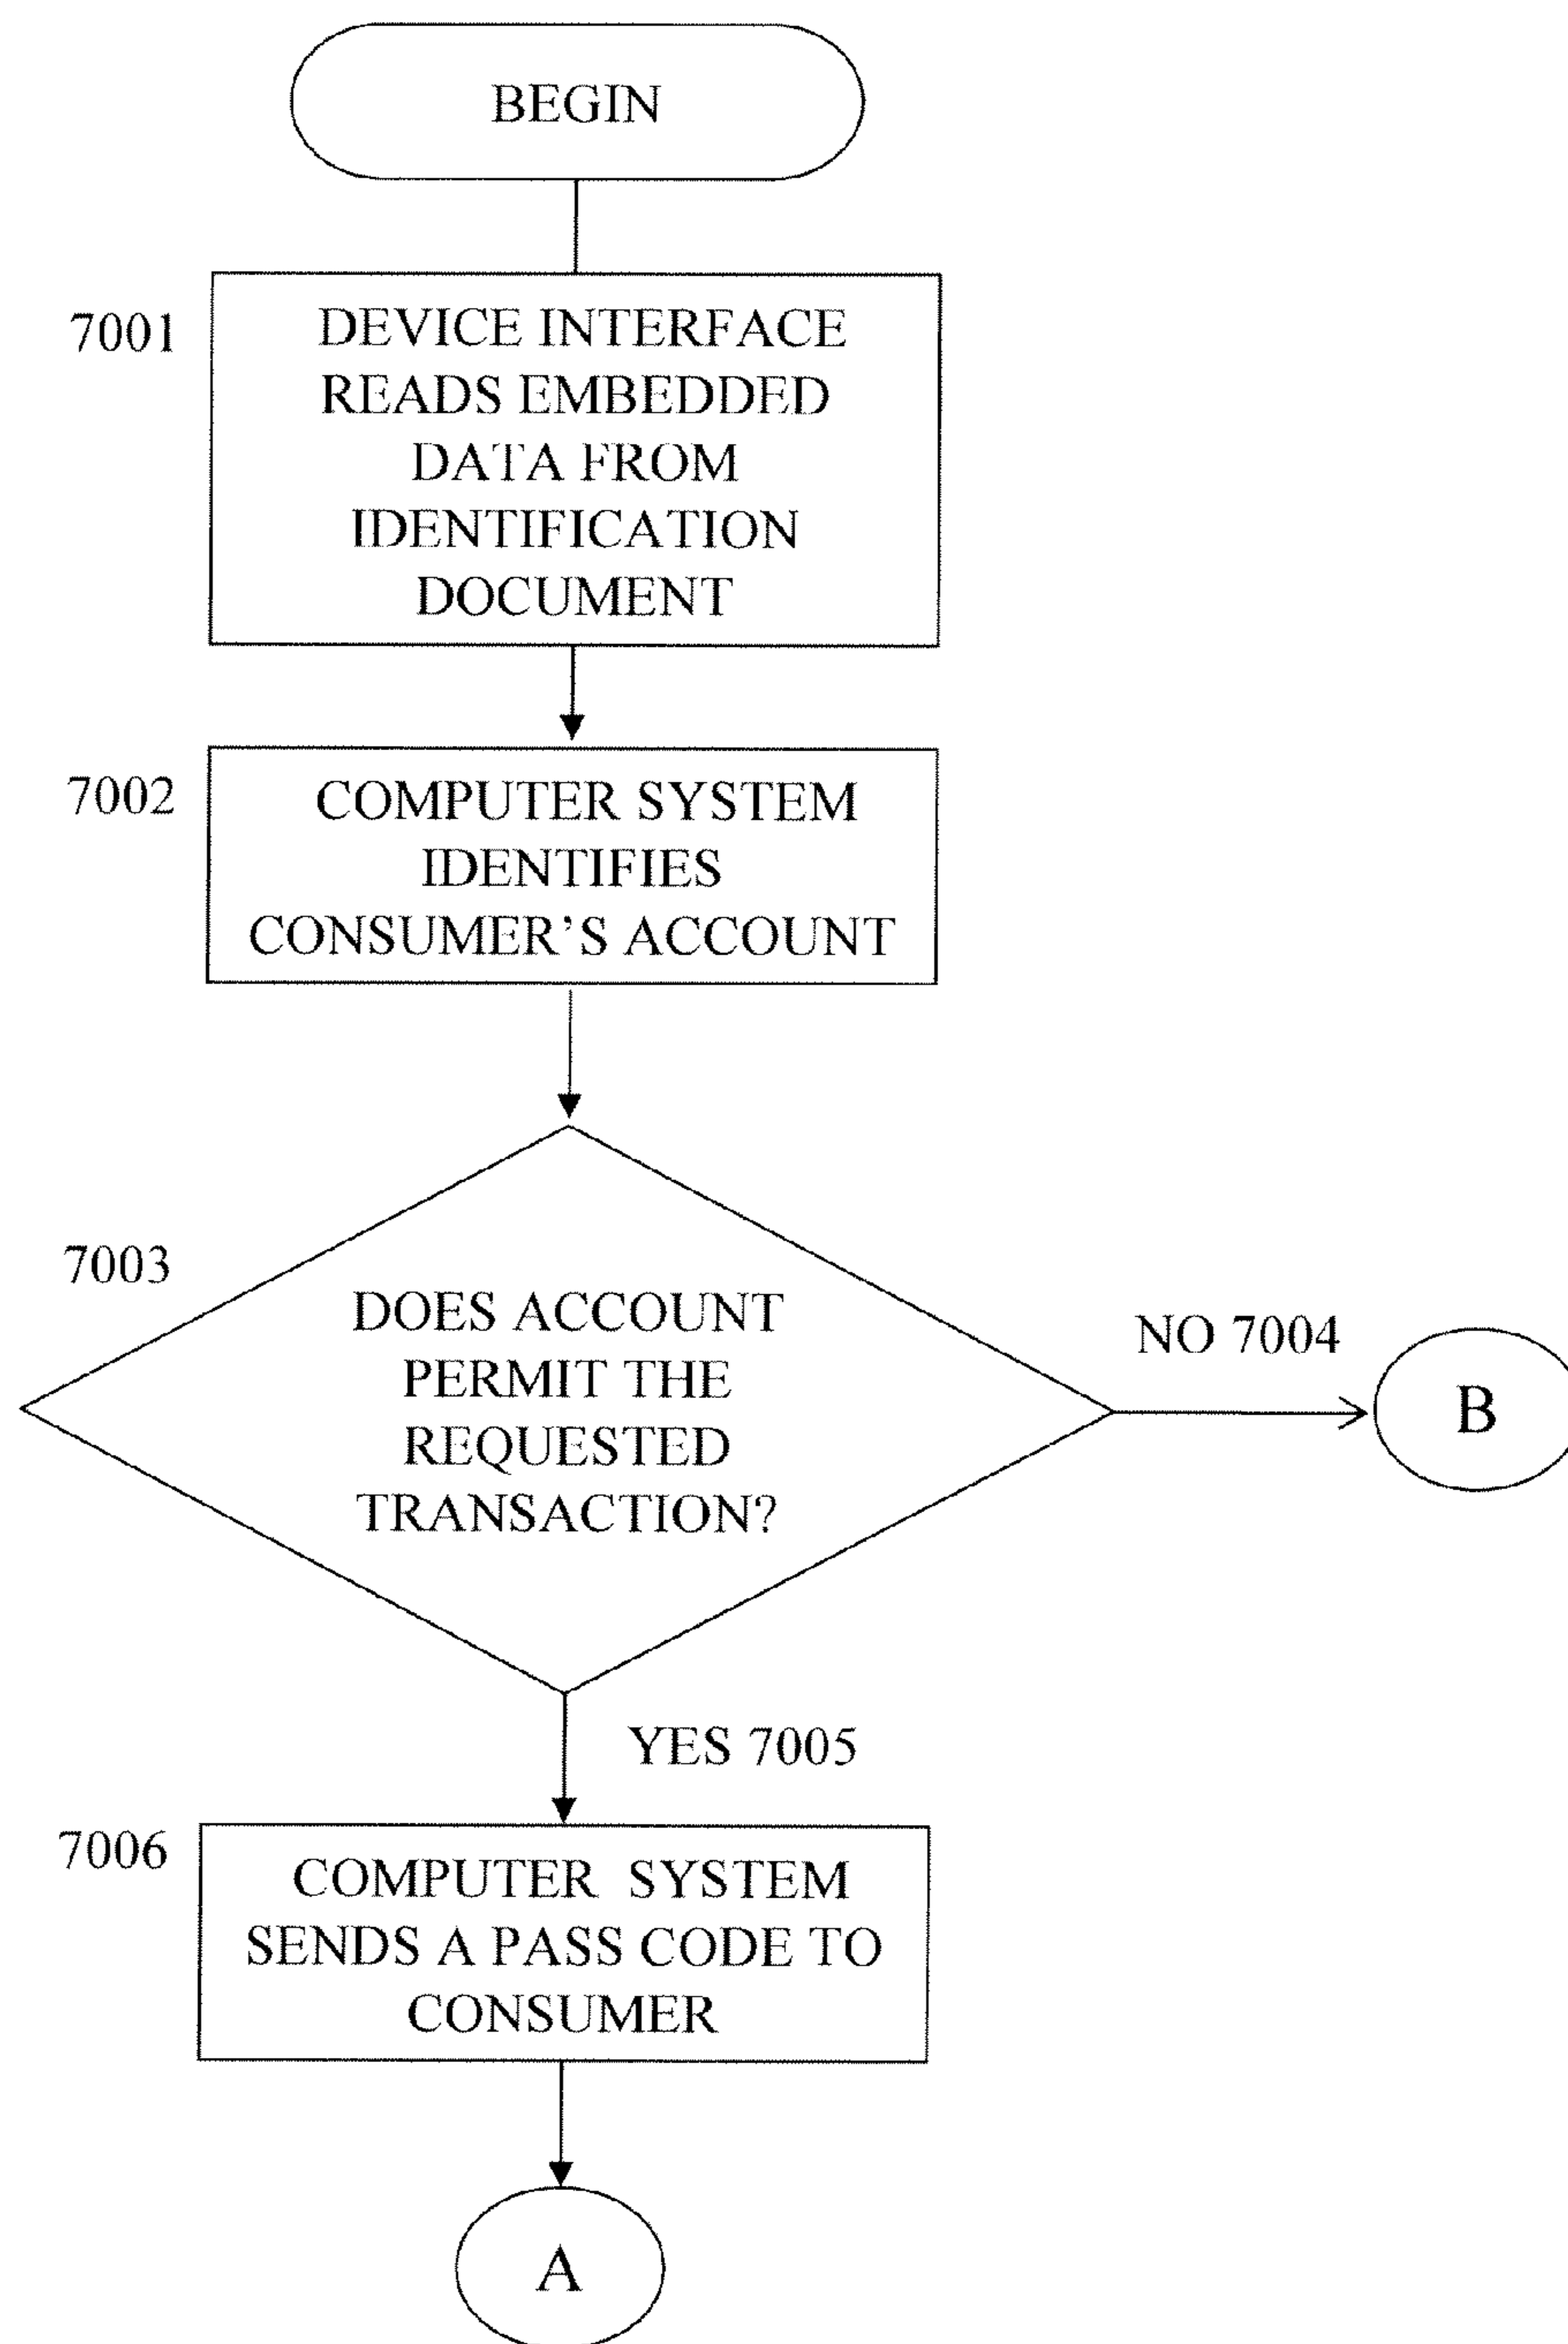 BEGIN
7001
DEVICE INTERFACE
READS EMBEDDED
DATA FROM
IDENTIFICATION
DOCUMENT
7002
COMPUTER SYSTEM
IDENTIFIES
CONSUMER'S ACCOUNT
7003
DOES ACCOUNT
PERMIT THE
REQUESTED
TRANSACTION?
NO 7004
B
YES 7005
7006
COMPUTER SYSTEM
SENDS A PASS CODE TO
CONSUMER
A